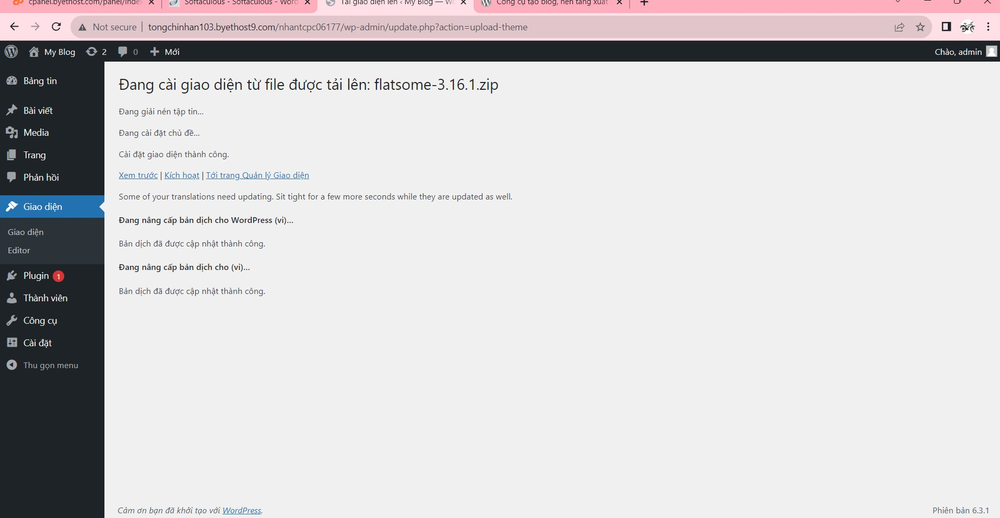 cpanel.byethost.com/panel/index
Softaculous - Softaculous - Word
Tải giao diện lên ‹ My Blog — Wo
Công cụ tạo blog, nền tảng xuất
Not secure | tongchinhan103.byethost9.com/nhantcpc06177/wp-admin/update.php?action=upload-theme
My Blog 2 0 Mới
Chào, admin
Bảng tin
Bài viết
Media
Trang
Phản hồi
Giao diện
Giao diện
Editor
Plugin 1
Thành viên
Công cụ
Cài đặt
Thu gọn menu
Đang cài giao diện từ file được tải lên: flatsome-3.16.1.zip
Đang giải nén tập tin…
Đang cài đặt chủ đề…
Cài đặt giao diện thành công.
Xem trước | Kích hoạt | Tới trang Quản lý Giao diện
Some of your translations need updating. Sit tight for a few more seconds while they are updated as well.
Đang nâng cấp bản dịch cho WordPress (vi)…
Bản dịch đã được cập nhật thành công.
Đang nâng cấp bản dịch cho (vi)…
Bản dịch đã được cập nhật thành công.
Cảm ơn bạn đã khởi tạo với WordPress.
Phiên bản 6.3.1